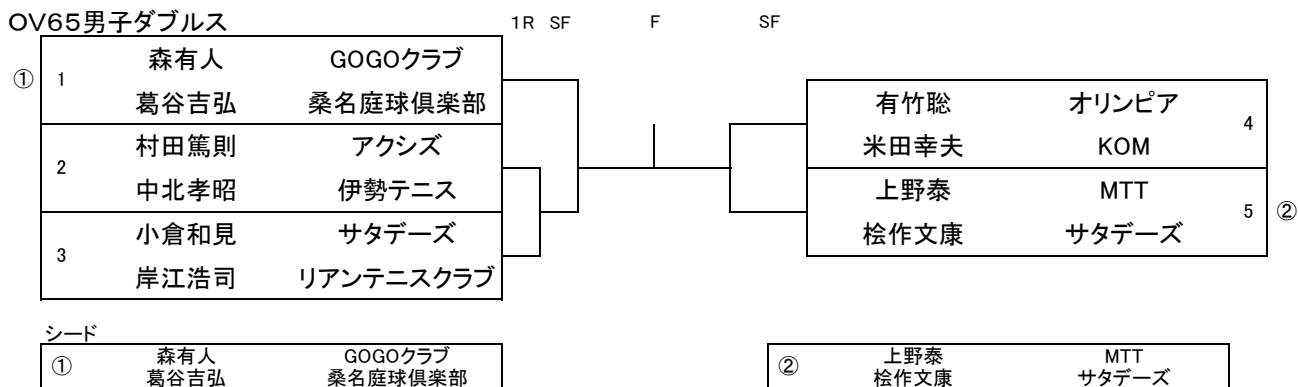 OV65男子ダブルス 1R SF F SF
① 1 森有人 GOGOクラブ
葛谷吉弘 桑名庭球倶楽部
2 村田篤則 アクシズ
中北孝昭 伊勢テニス
3 小倉和見 サタデーズ
岸江浩司 リアンテニスクラブ
有竹聡 オリンピア 4
米田幸夫 KOM
上野泰 MTT 5 ②
桧作文康 サタデーズ
シード
① 森有人 GOGOクラブ
葛谷吉弘 桑名庭球倶楽部
② 上野泰 MTT
桧作文康 サタデーズ